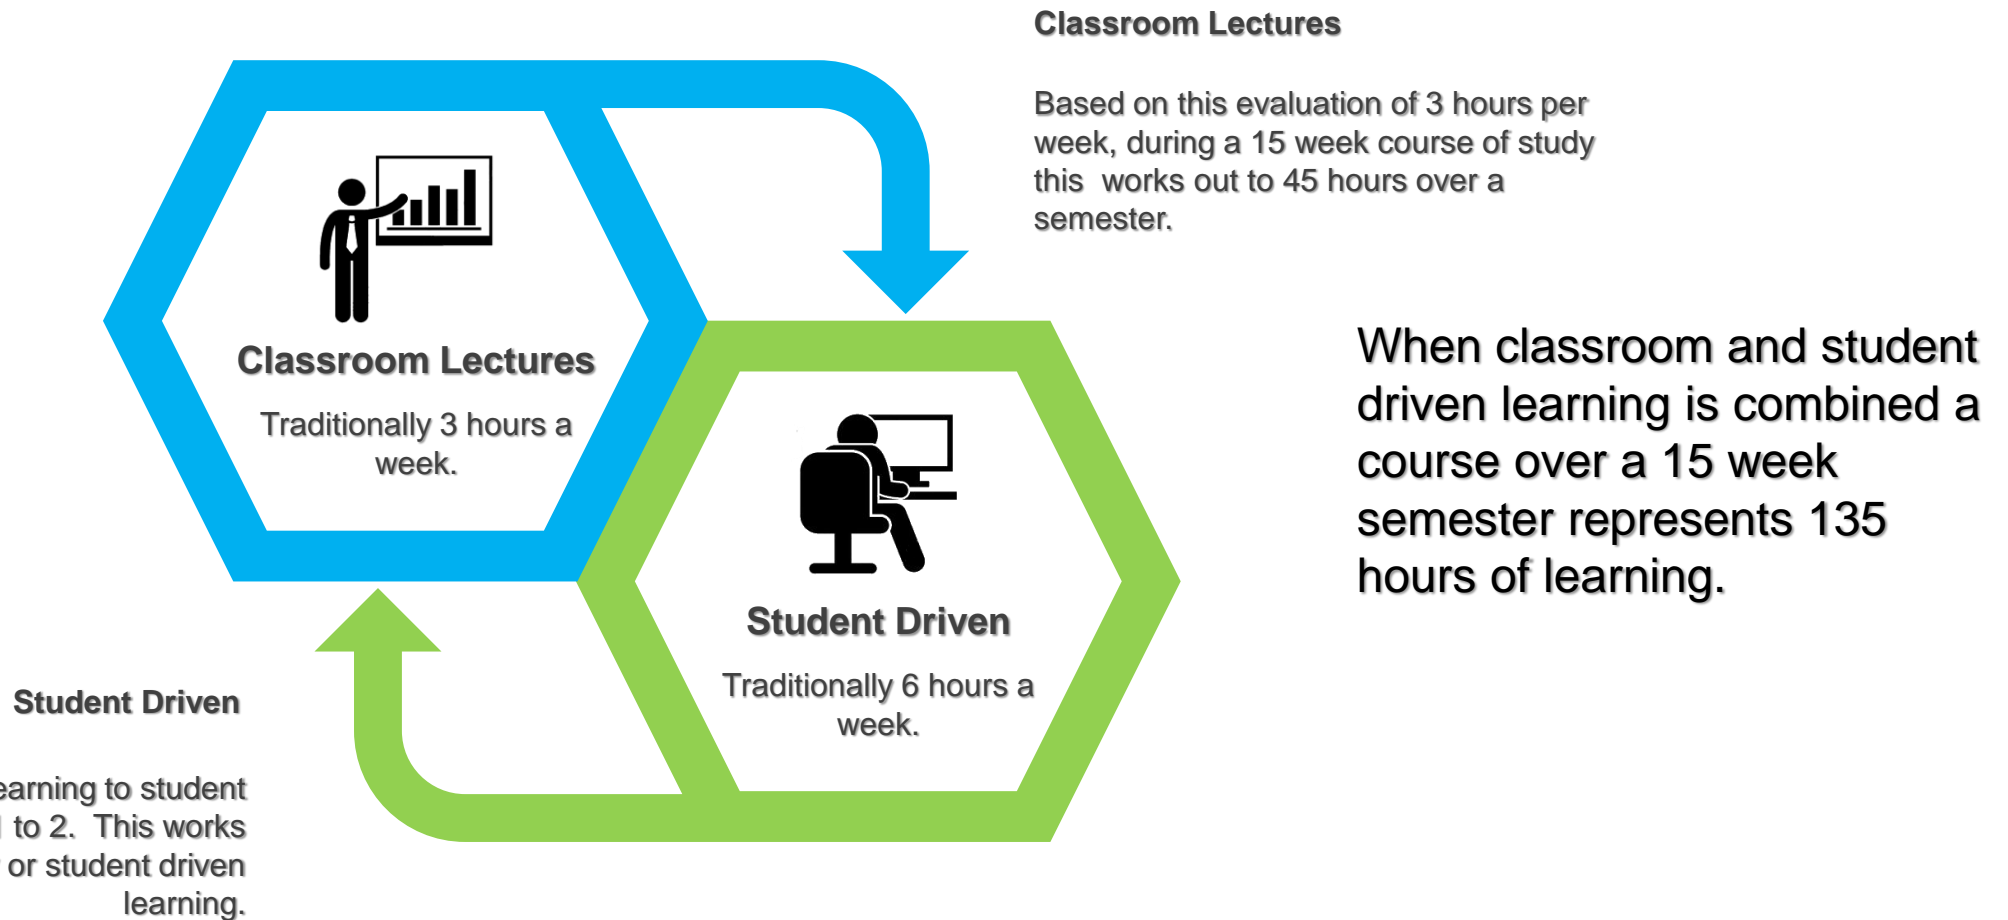 Classroom Lectures
Based on this evaluation of 3 hours per
week, during a 15 week course of study
this works out to 45 hours over a
semester.
Classroom Lectures
Traditionally 3 hours a
week.
When classroom and student
driven learning is combined a
course over a 15 week
semester represents 135
hours of learning.
Student Driven
Traditionally 6 hours a
week.
Student Driven
to student
to 2. This works
or student driven
learning.